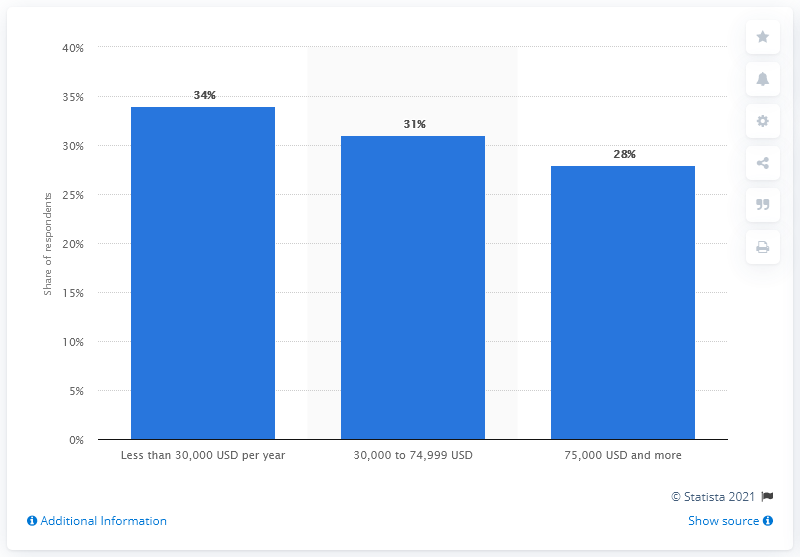 40%
35%
30%
25%
20%
15%
10%
5%
0%
Share of respondents
34%
31%
28%
Less than 30,000 USD per year
30,000 to 74,999 USD
75,000 USD and more
© Statista 2021
Additional Information
Show source